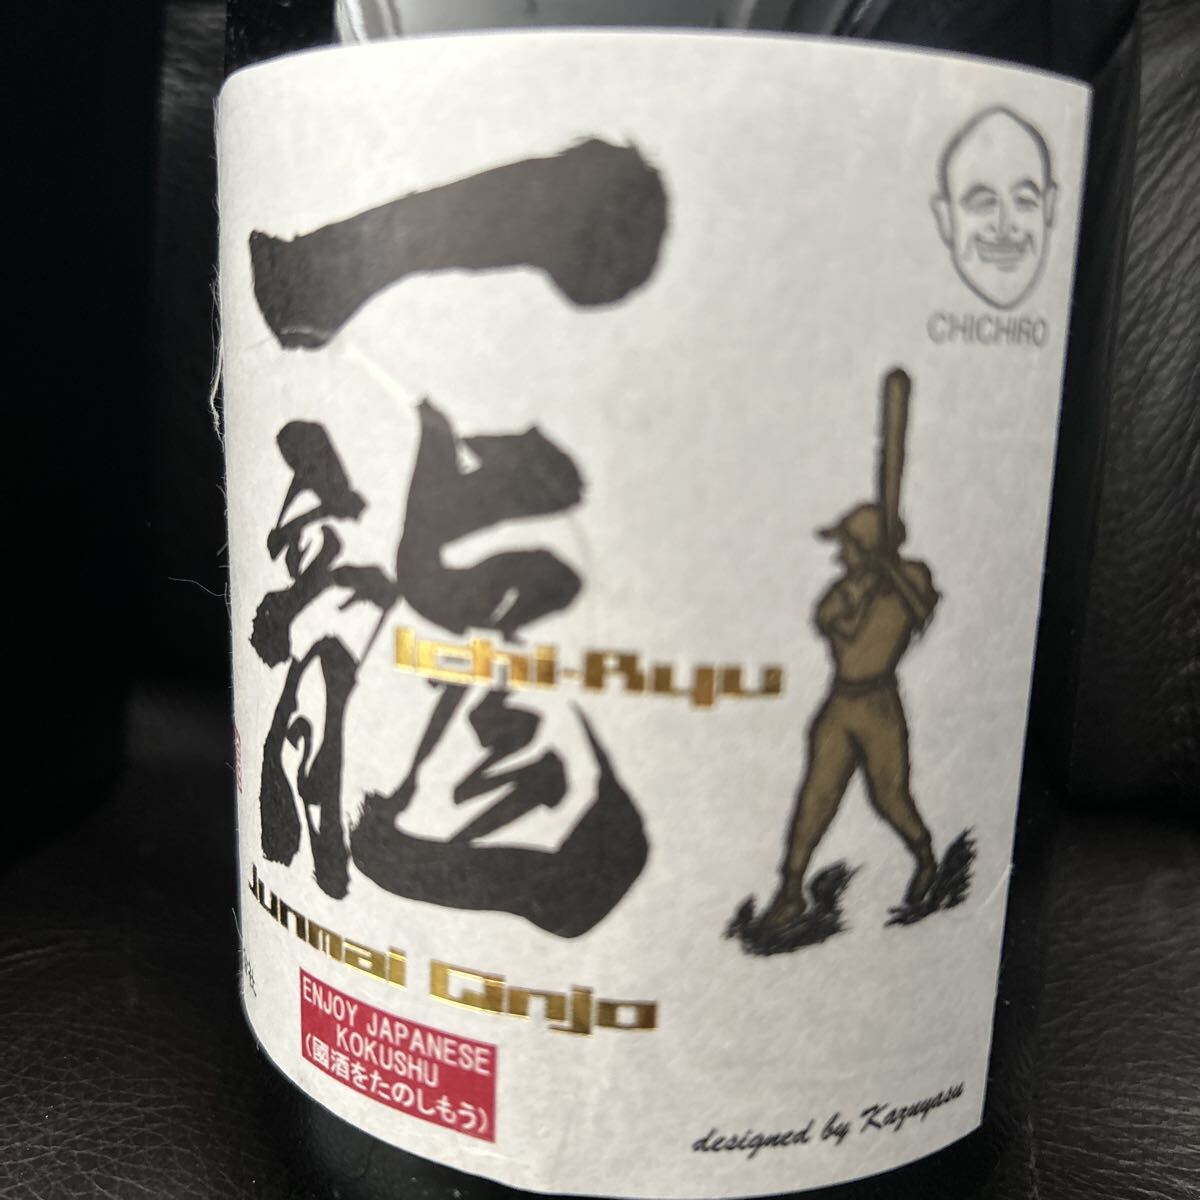 一龍
CHICHIRO
Ichi-Ryu
Junmai Ginjo
ENJOY JAPANESE
KOKUSHU
(國酒をたのしもう)
designed by Kazuyasu